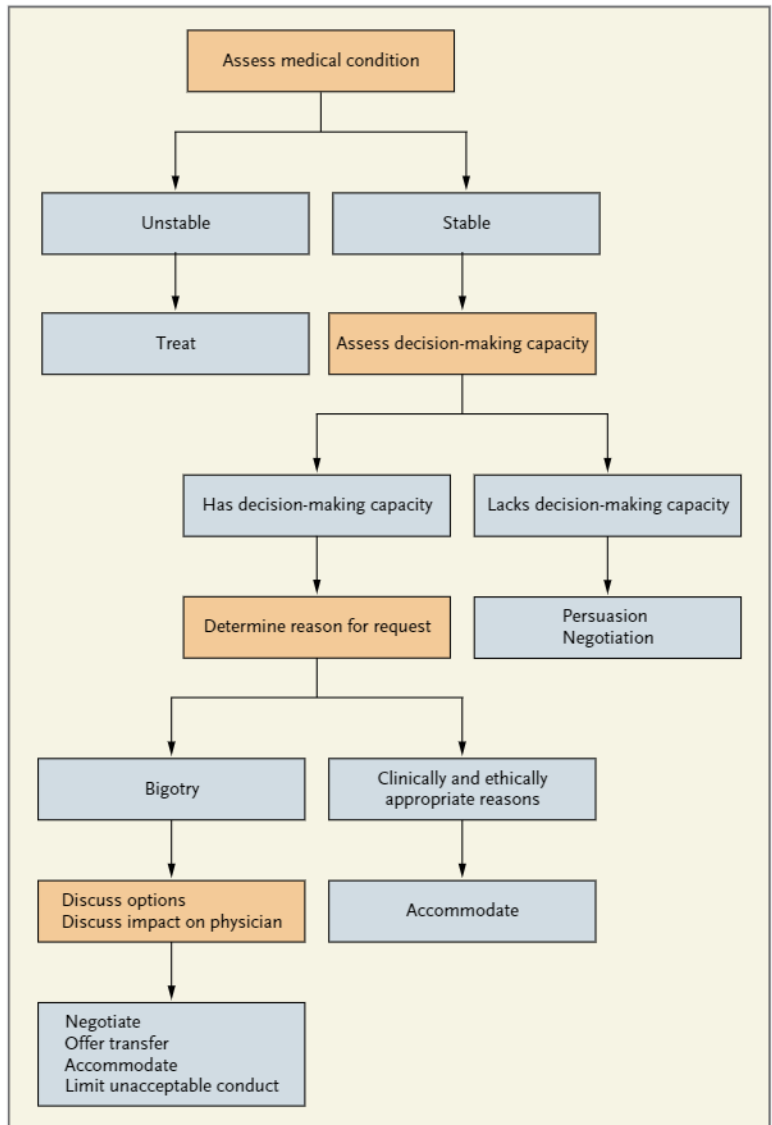 Assess medical condition
Unstable
Stable
Treat
Assess decision-making capacity
Has decision-making capacity
Lacks decision-making capacity
Determine reason for request
Persuasion
Negotiation
Bigotry
Clinically and ethically
appropriate reasons
Discuss options
Discuss impact on physician
Accommodate
Negotiate
Offer transfer
Accommodate
Limit unacceptable conduct